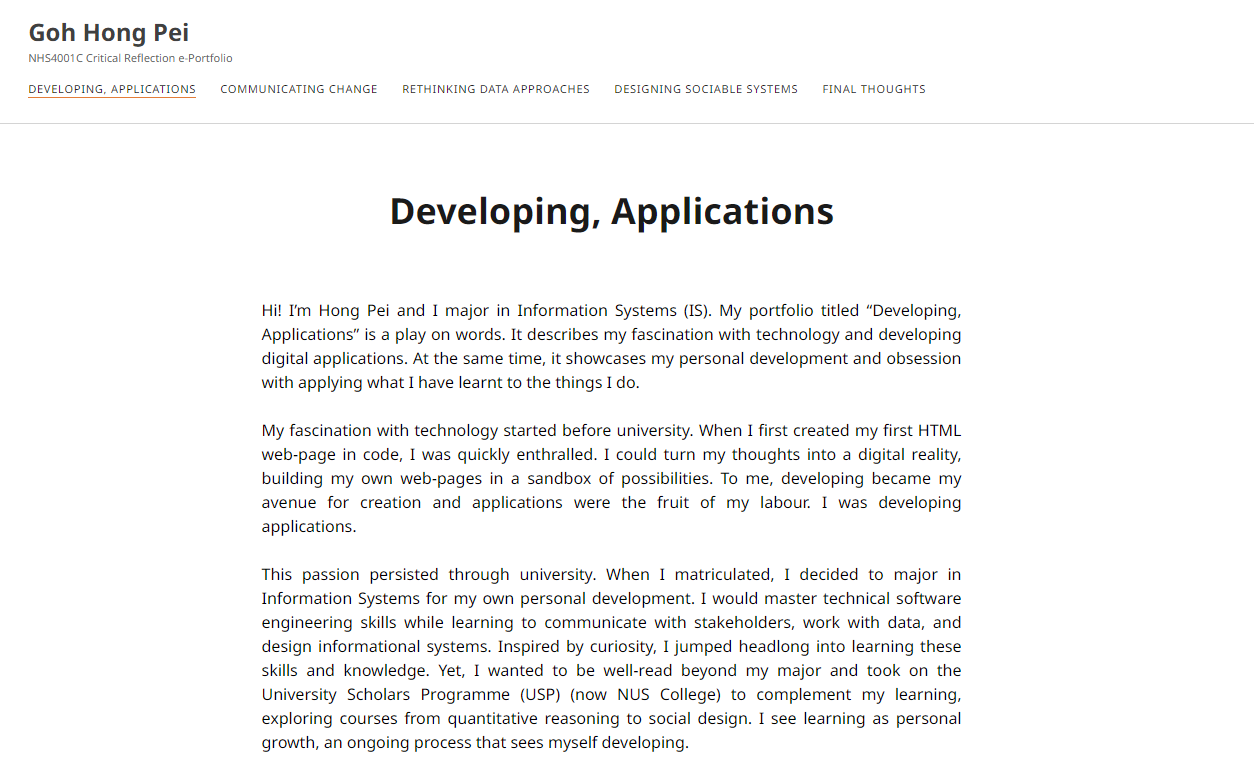 Goh Hong Pei
NHS4001C Critical Reflection e-Portfolio
DEVELOPING, APPLICATIONS COMMUNICATING CHANGE RETHINKING DATA APPROACHES DESIGNING SOCIABLE SYSTEMS FINAL THOUGHTS
Developing, Applications
Hi! I’m Hong Pei and I major in Information Systems (IS). My portfolio titled “Developing,
Applications” is a play on words. It describes my fascination with technology and developing
digital applications. At the same time, it showcases my personal development and obsession
with applying what I have learnt to the things I do.
My fascination with technology started before university. When I first created my first HTML
web-page in code, I was quickly enthralled. I could turn my thoughts into a digital reality,
building my own web-pages in a sandbox of possibilities. To me, developing became my
avenue for creation and applications were the fruit of my labour. I was developing
applications.
This passion persisted through university. When I matriculated, I decided to major in
Information Systems for my own personal development. I would master technical software
engineering skills while learning to communicate with stakeholders, work with data, and
design informational systems. Inspired by curiosity, I jumped headlong into learning these
skills and knowledge. Yet, I wanted to be well-read beyond my major and took on the
University Scholars Programme (USP) (now NUS College) to complement my learning,
exploring courses from quantitative reasoning to social design. I see learning as personal
growth, an ongoing process that sees myself developing.